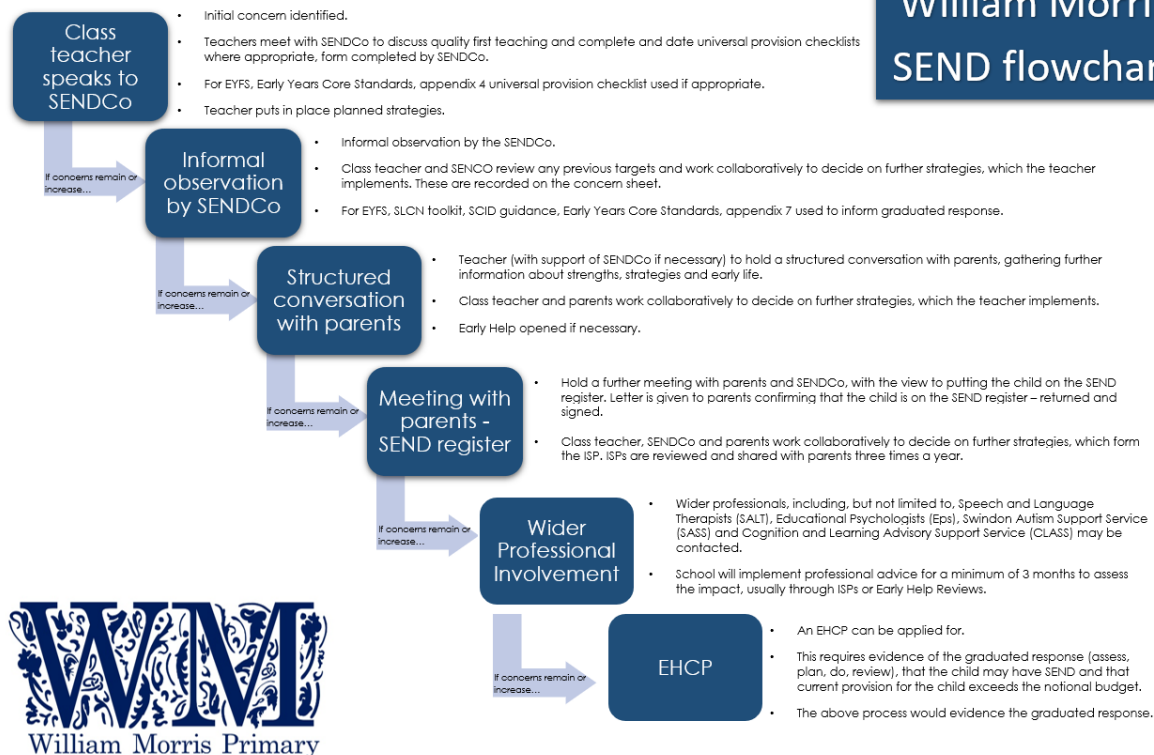 William Morris
SEND flowchar
Class
teacher
speaks to
SENDCo
• Initial concern identified.
• Teachers meet with SENDCo to discuss quality first teaching and complete and date universal provision checklists
where appropriate, form completed by SENDCo.
• For EYFS, Early Years Core Standards, appendix 4 universal provision checklist used if appropriate.
• Teacher puts in place planned strategies.
If concerns remain or
increase…
Informal
observation
by SENDCo
• Informal observation by the SENDCo.
• Class teacher and SENCO review any previous targets and work collaboratively to decide on further strategies, which the teacher
implements. These are recorded on the concern sheet.
• For EYFS, SLCN toolkit, SCID guidance, Early Years Core Standards, appendix 7 used to inform graduated response.
If concerns remain or
increase…
Structured
conversation
with parents
• Teacher (with support of SENDCo if necessary) to hold a structured conversation with parents, gathering further
information about strengths, strategies and early life.
• Class teacher and parents work collaboratively to decide on further strategies, which the teacher implements.
• Early Help opened if necessary.
If concerns remain or
increase…
Meeting with
parents -
SEND register
• Hold a further meeting with parents and SENDCo, with the view to putting the child on the SEND
register. Letter is given to parents confirming that the child is on the SEND register – returned and
signed.
• Class teacher, SENDCo and parents work collaboratively to decide on further strategies, which form
the ISP. ISPs are reviewed and shared with parents three times a year.
If concerns remain or
increase…
Wider
Professional
Involvement
• Wider professionals, including, but not limited to, Speech and Language
Therapists (SALT), Educational Psychologists (Eps), Swindon Autism Support Service
(SASS) and Cognition and Learning Advisory Support Service (CLASS) may be
contacted.
• School will implement professional advice for a minimum of 3 months to assess
the impact, usually through ISPs or Early Help Reviews.
If concerns remain or
increase…
EHCP
• An EHCP can be applied for.
• This requires evidence of the graduated response (assess,
plan, do, review), that the child may have SEND and that
current provision for the child exceeds the notional budget.
• The above process would evidence the graduated response.
WM
William Morris Primary